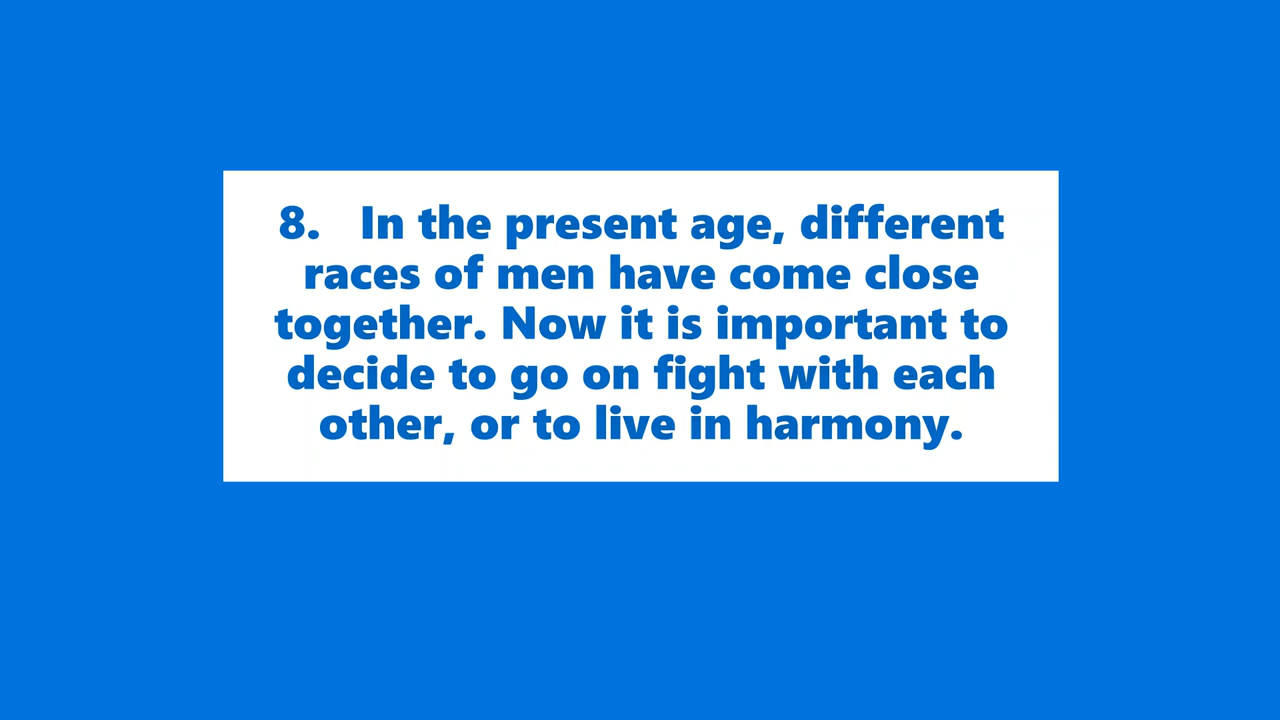 8. In the present age, different
races of men have come close
together. Now it is important to
decide to go on fight with each
other, or to live in harmony.